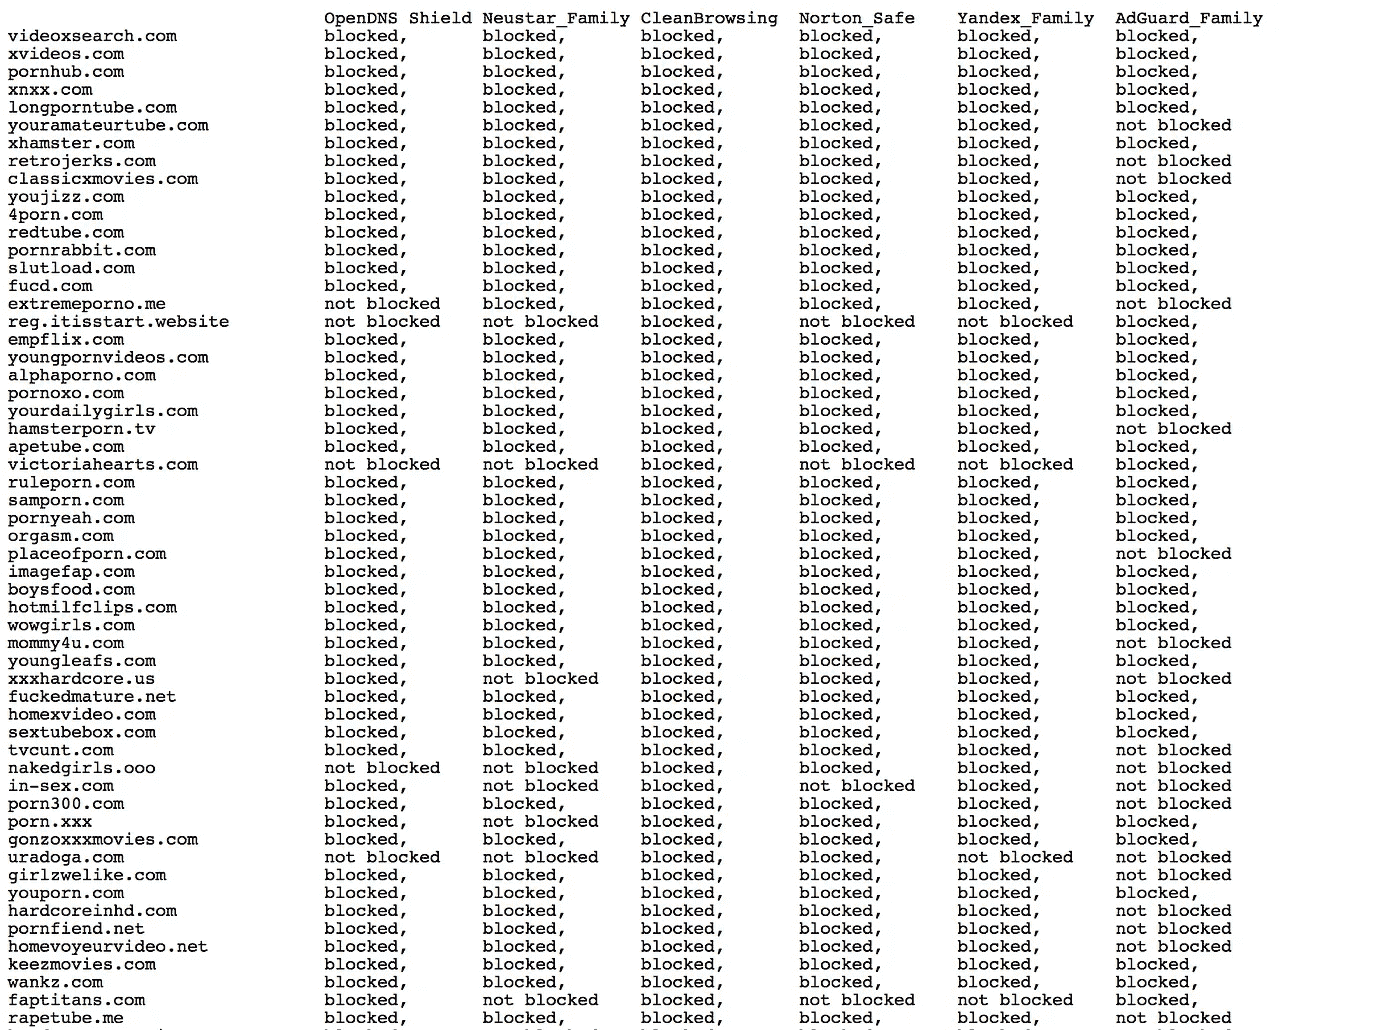 OpenDNS Shield Neustar_Family CleanBrowsing Norton_Safe Yandex_Family AdGuard_Family
videoxsearch.com blocked, blocked, blocked, blocked, blocked, blocked,
xvideos.com blocked, blocked, blocked, blocked, blocked, blocked,
pornhub.com blocked, blocked, blocked, blocked, blocked, blocked,
xnxx.com blocked, blocked, blocked, blocked, blocked, blocked,
longporntube.com blocked, blocked, blocked, blocked, blocked, blocked,
youramateurtube.com blocked, blocked, blocked, blocked, blocked, not blocked
xhamster.com blocked, blocked, blocked, blocked, blocked, blocked,
retrojerks.com blocked, blocked, blocked, blocked, blocked, not blocked
classicxmovies.com blocked, blocked, blocked, blocked, blocked, not blocked
youjizz.com blocked, blocked, blocked, blocked, blocked, blocked,
4porn.com blocked, blocked, blocked, blocked, blocked, blocked,
redtube.com blocked, blocked, blocked, blocked, blocked, blocked,
pornrabbit.com blocked, blocked, blocked, blocked, blocked, blocked,
slutload.com blocked, blocked, blocked, blocked, blocked, blocked,
fucd.com blocked, blocked, blocked, blocked, blocked, blocked,
extremeporno.me not blocked blocked, blocked, blocked, blocked, not blocked
reg.itisstart.website not blocked not blocked blocked, not blocked not blocked blocked,
empflix.com blocked, blocked, blocked, blocked, blocked, blocked,
youngpornvideos.com blocked, blocked, blocked, blocked, blocked, blocked,
alphaporno.com blocked, blocked, blocked, blocked, blocked, blocked,
pornoxo.com blocked, blocked, blocked, blocked, blocked, blocked,
yourdailygirls.com blocked, blocked, blocked, blocked, blocked, blocked,
hamsterporn.tv blocked, blocked, blocked, blocked, blocked, not blocked
apetube.com blocked, blocked, blocked, blocked, blocked, blocked,
victoriahearts.com not blocked not blocked blocked, not blocked not blocked blocked,
ruleporn.com blocked, blocked, blocked, blocked, blocked, blocked,
samporn.com blocked, blocked, blocked, blocked, blocked, blocked,
pornyeah.com blocked, blocked, blocked, blocked, blocked, blocked,
orgasm.com blocked, blocked, blocked, blocked, blocked, blocked,
placeofporn.com blocked, blocked, blocked, blocked, blocked, not blocked
imagefap.com blocked, blocked, blocked, blocked, blocked, blocked,
boysfood.com blocked, blocked, blocked, blocked, blocked, blocked,
hotmilfclips.com blocked, blocked, blocked, blocked, blocked, blocked,
wowgirls.com blocked, blocked, blocked, blocked, blocked, blocked,
mommy4u.com blocked, blocked, blocked, blocked, blocked, not blocked
youngleafs.com blocked, blocked, blocked, blocked, blocked, blocked,
xxxhardcore.us blocked, not blocked blocked, blocked, blocked, not blocked
fuckedmature.net blocked, blocked, blocked, blocked, blocked, blocked,
homexvideo.com blocked, blocked, blocked, blocked, blocked, blocked,
sextubebox.com blocked, blocked, blocked, blocked, blocked, blocked,
tvcunt.com blocked, blocked, blocked, blocked, blocked, not blocked
nakedgirls.ooo not blocked not blocked blocked, blocked, blocked, not blocked
in-sex.com blocked, not blocked blocked, not blocked blocked, not blocked
porn300.com blocked, blocked, blocked, blocked, blocked, not blocked
porn.xxx blocked, not blocked blocked, blocked, blocked, blocked,
gonzoxxxmovies.com blocked, blocked, blocked, blocked, blocked, blocked,
uradoga.com not blocked not blocked blocked, blocked, not blocked not blocked
girlzwelike.com blocked, blocked, blocked, blocked, blocked, not blocked
youporn.com blocked, blocked, blocked, blocked, blocked, blocked,
hardcoreinhd.com blocked, blocked, blocked, blocked, blocked, not blocked
pornfiend.net blocked, blocked, blocked, blocked, blocked, not blocked
homevoyeurvideo.net blocked, blocked, blocked, blocked, blocked, not blocked
keezmovies.com blocked, blocked, blocked, blocked, blocked, blocked,
wankz.com blocked, blocked, blocked, blocked, blocked, blocked,
faptitans.com blocked, not blocked blocked, not blocked not blocked blocked,
rapetube.me blocked, blocked, blocked, blocked, blocked, not blocked